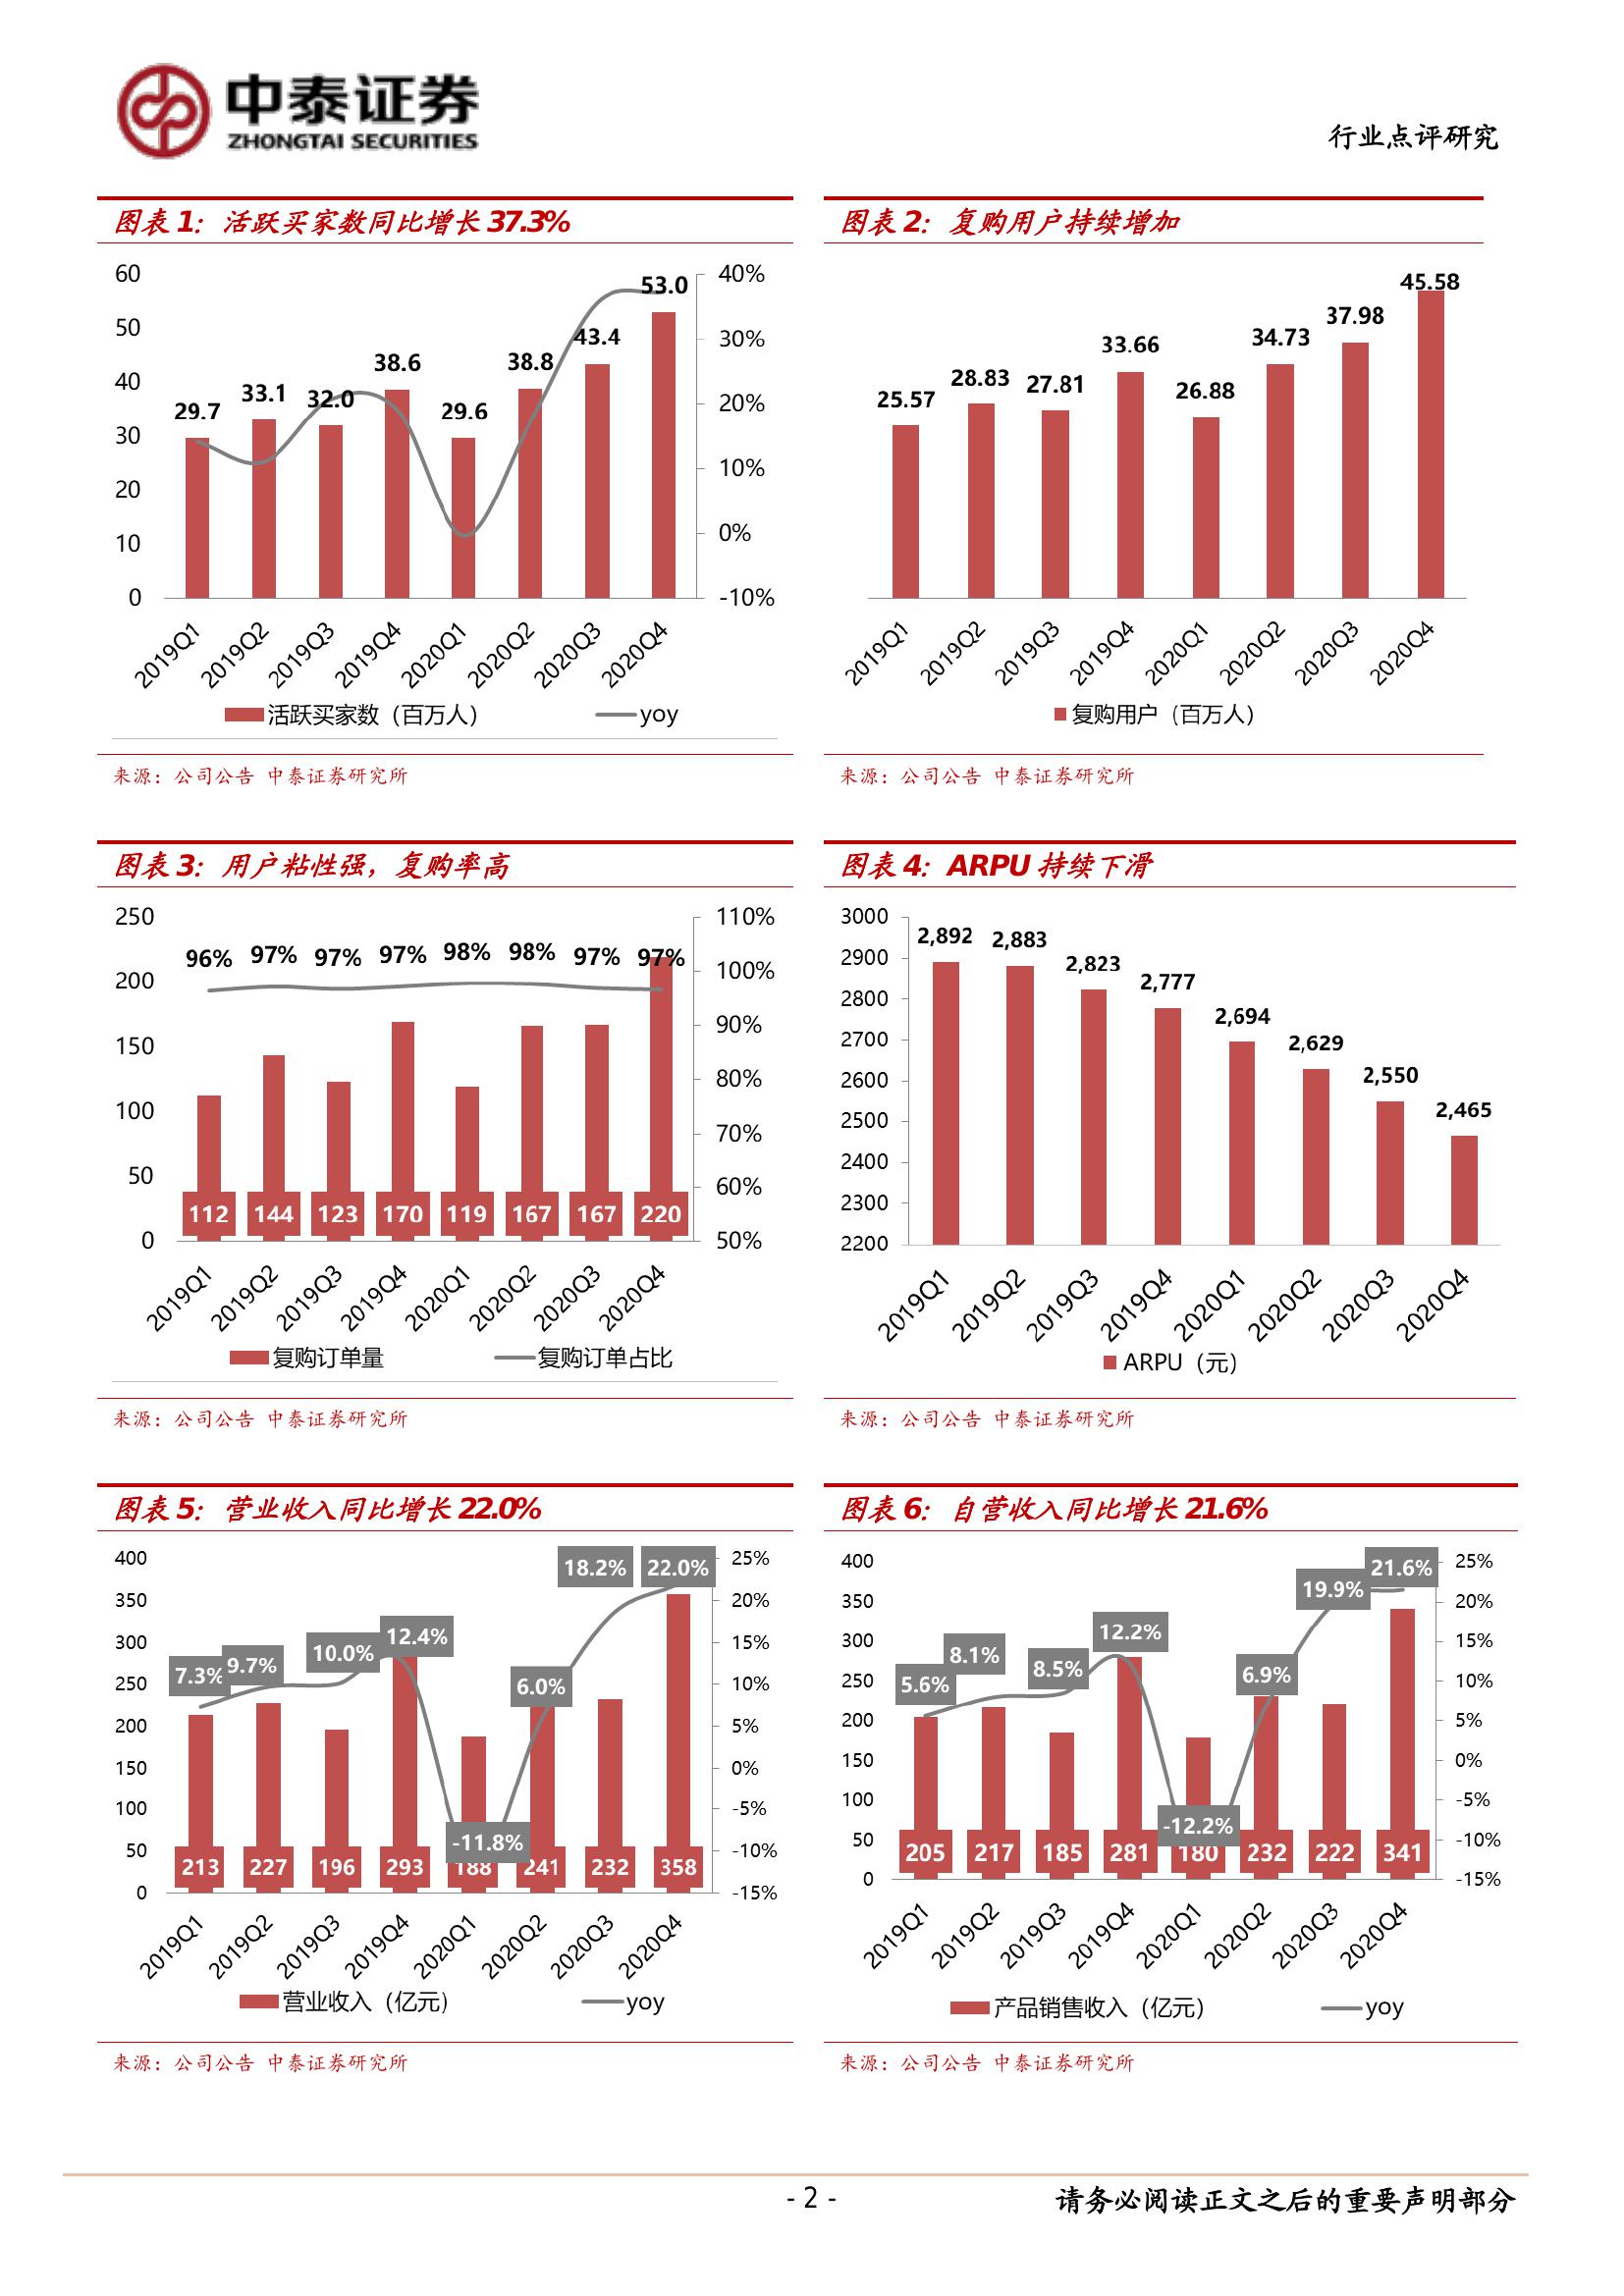 中泰证券
ZHONGTAI SECURITIES
行业点评研究
图表 1：活跃买家数同比增长 37.3%
60
50
40
30
20
10
0
40%
30%
20%
10%
0%
-10%
29.7
33.1
32.0
38.6
29.6
38.8
43.4
53.0
2019Q1
2019Q2
2019Q3
2019Q4
2020Q1
2020Q2
2020Q3
2020Q4
活跃买家数（百万人）
yoy
来源：公司公告 中泰证券研究所
图表 2：复购用户持续增加
25.57
28.83
27.81
33.66
26.88
34.73
37.98
45.58
2019Q1
2019Q2
2019Q3
2019Q4
2020Q1
2020Q2
2020Q3
2020Q4
复购用户（百万人）
来源：公司公告 中泰证券研究所
图表 3：用户粘性强，复购率高
250
200
150
100
50
0
110%
100%
90%
80%
70%
60%
50%
96%
97%
97%
97%
98%
98%
97%
97%
112
144
123
170
119
167
167
220
2019Q1
2019Q2
2019Q3
2019Q4
2020Q1
2020Q2
2020Q3
2020Q4
复购订单量
复购订单占比
来源：公司公告 中泰证券研究所
图表 4：ARPU 持续下滑
3000
2900
2800
2700
2600
2500
2400
2300
2200
2,892
2,883
2,823
2,777
2,694
2,629
2,550
2,465
2019Q1
2019Q2
2019Q3
2019Q4
2020Q1
2020Q2
2020Q3
2020Q4
ARPU（元）
来源：公司公告 中泰证券研究所
图表 5：营业收入同比增长 22.0%
400
350
300
250
200
150
100
50
0
25%
20%
15%
10%
5%
0%
-5%
-10%
-15%
7.3%
9.7%
10.0%
12.4%
-11.8%
6.0%
18.2%
22.0%
213
227
196
293
188
241
232
358
2019Q1
2019Q2
2019Q3
2019Q4
2020Q1
2020Q2
2020Q3
2020Q4
营业收入（亿元）
yoy
来源：公司公告 中泰证券研究所
图表 6：自营收入同比增长 21.6%
400
350
300
250
200
150
100
50
0
25%
20%
15%
10%
5%
0%
-5%
-10%
-15%
5.6%
8.1%
8.5%
12.2%
-12.2%
6.9%
19.9%
21.6%
205
217
185
281
180
232
222
341
2019Q1
2019Q2
2019Q3
2019Q4
2020Q1
2020Q2
2020Q3
2020Q4
产品销售收入（亿元）
yoy
来源：公司公告 中泰证券研究所
- 2 -
请务必阅读正文之后的重要声明部分